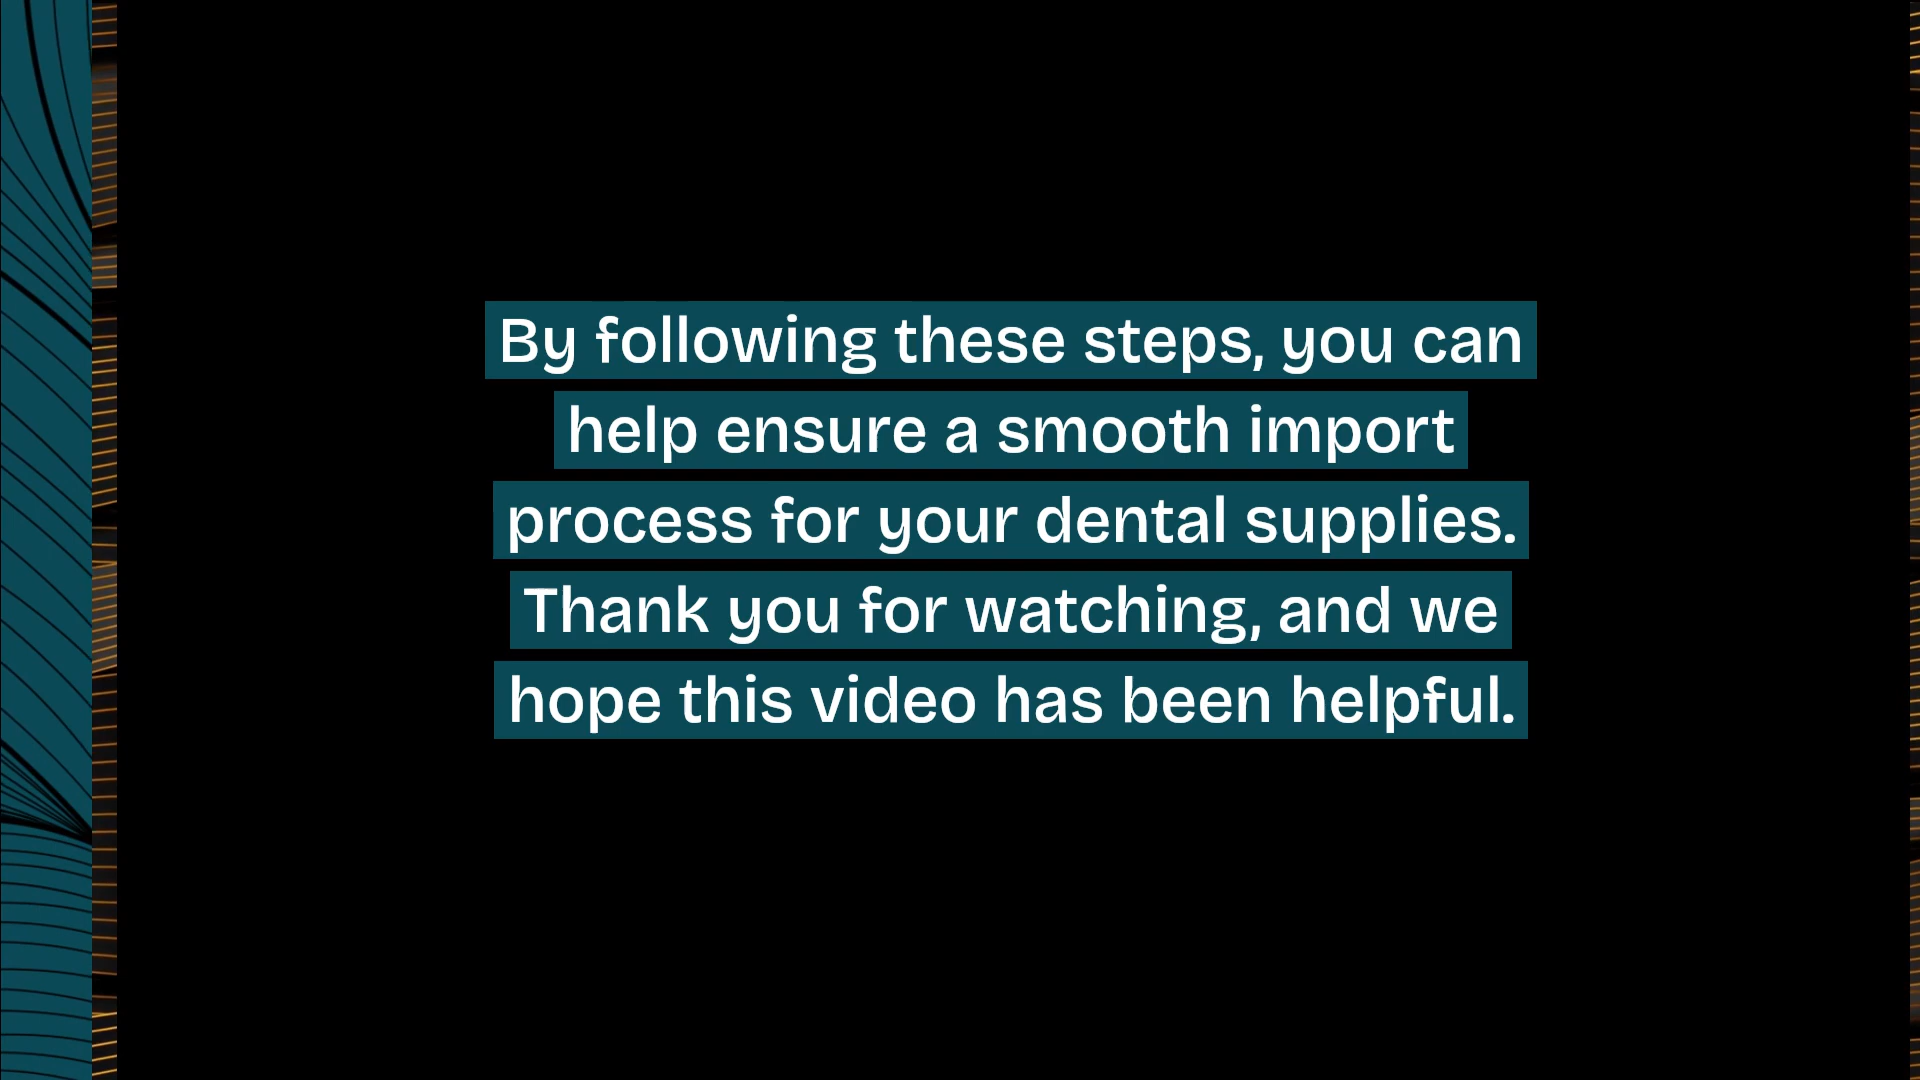 By following these steps, you can
help ensure a smooth import
process for your dental supplies.
Thank you for watching, and we
hope this video has been helpful.